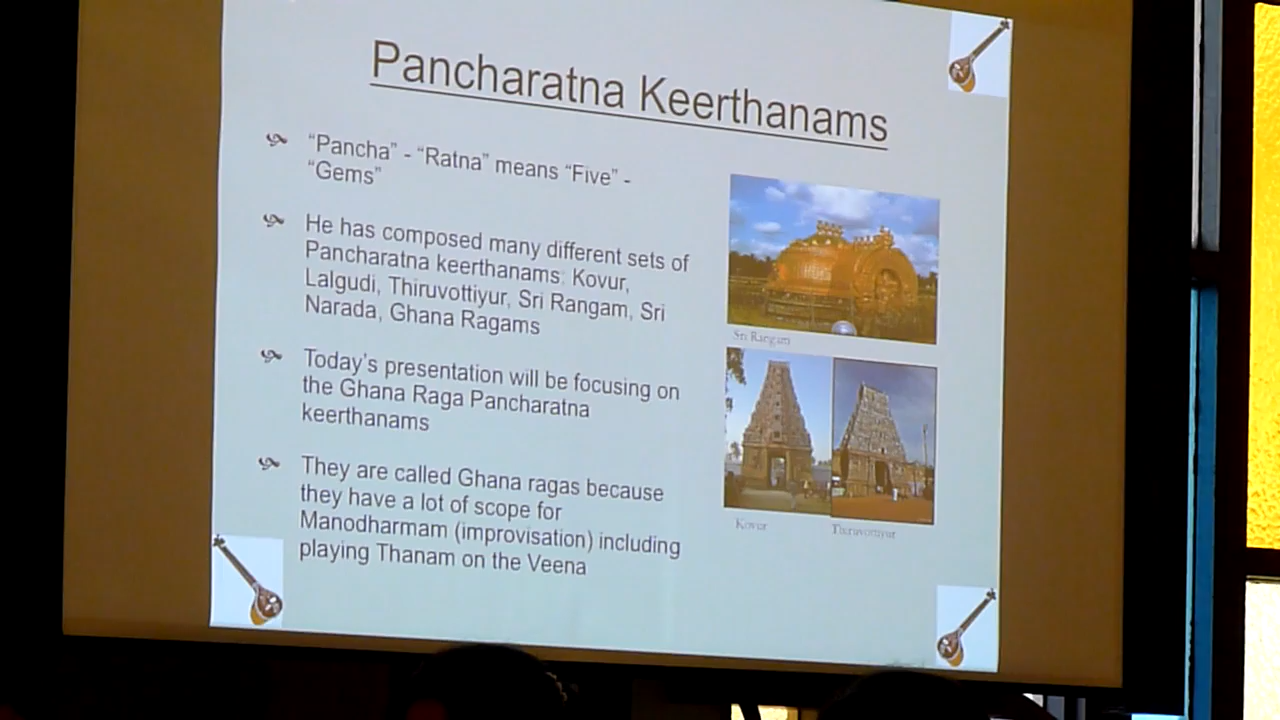 Pancharatna Keerthanams
“Pancha” - “Ratna” means “Five” -
“Gems”
He has composed many different sets of
Pancharatna keerthanams: Kovur,
Lalgudi, Thiruvottiyur, Sri Rangam, Sri
Narada, Ghana Ragams
Today’s presentation will be focusing on
the Ghana Raga Pancharatna
keerthanams
They are called Ghana ragas because
they have a lot of scope for
Manodharmam (improvisation) including
playing Thanam on the Veena
Sri Rangam
Kovur
Thiruvottiyur